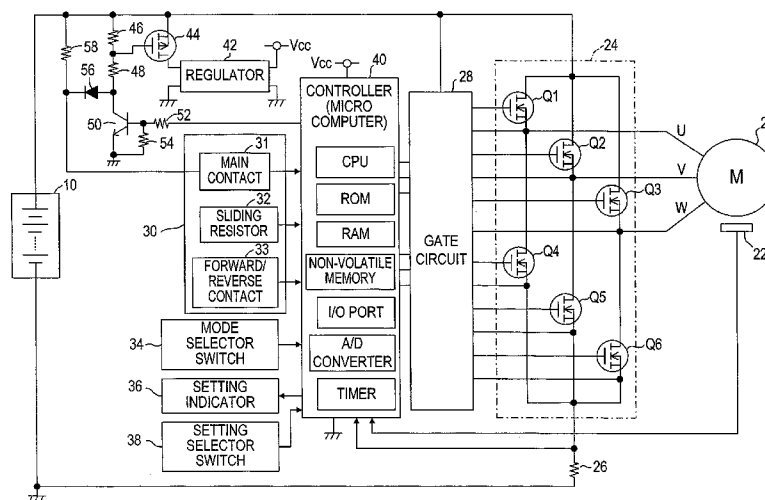 58
46
44
42
Vcc
48
56
REGULATOR
Vcc
40
28
24
50
52
54
CONTROLLER
(MICRO
COMPUTER)
Q1
U
Q2
V
M
10
31
MAIN
CONTACT
CPU
32
SLIDING
RESISTOR
30
ROM
Q3
W
RAM
GATE
CIRCUIT
22
33
FORWARD/
REVERSE CONTACT
NON-VOLATILE
MEMORY
Q4
I/O PORT
Q5
34
MODE
SELECTOR
SWITCH
A/D
CONVERTER
Q6
36
SETTING
INDICATOR
TIMER
38
SETTING
SELECTOR
SWITCH
26